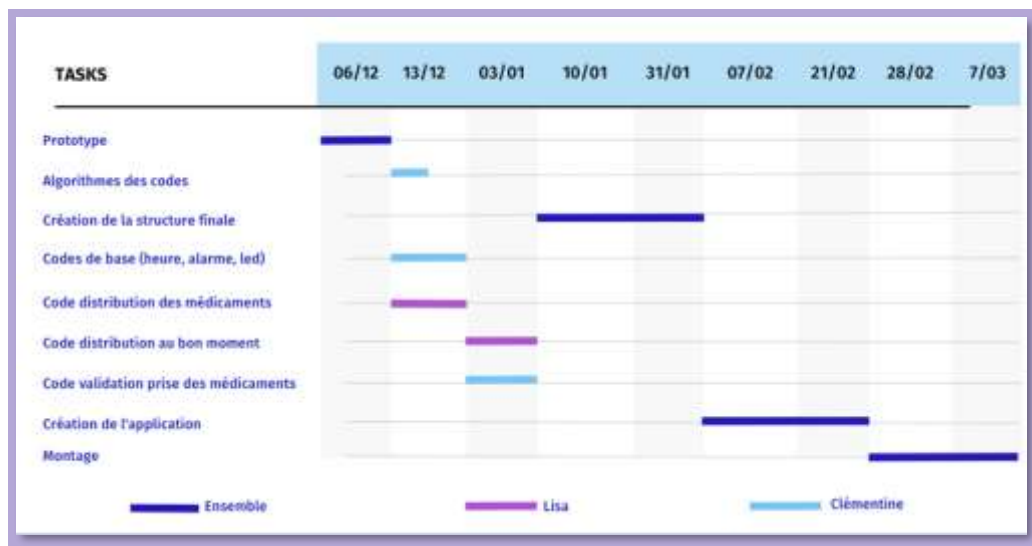 TASKS 06/12 13/12 03/01 10/01 31/01 07/02 21/02 28/02 7/03
Prototype
Algorithmes des codes
Création de la structure finale
Codes de base (heure, alarme, led)
Code distribution des médicaments
Code distribution au bon moment
Code validation prise des médicaments
Création de l'application
Montage
Ensemble Lisa Clémentine